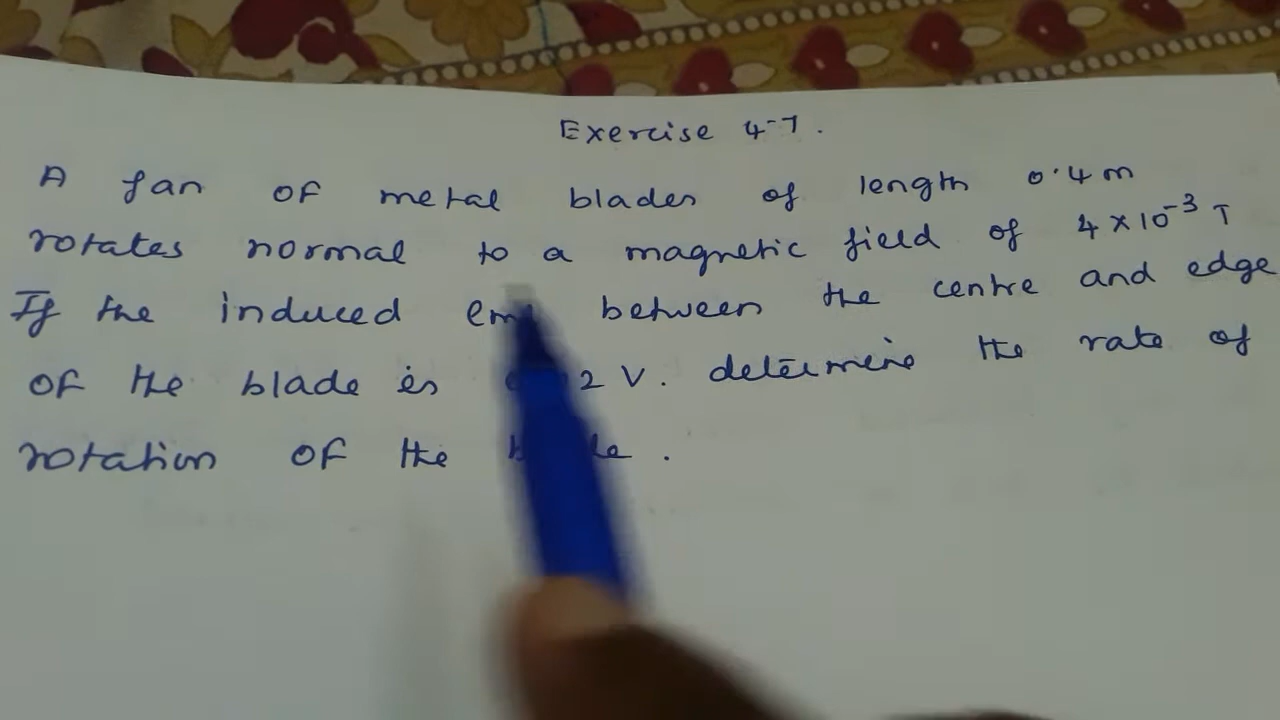 Exercise 4-7.
A fan of metal blades of length 0.4m
rotates normal to a magnetic field of 4 × 10⁻³ T
If the induced between the centre and edge
of the blade is 2 V. determine the rate of
rotation of the .